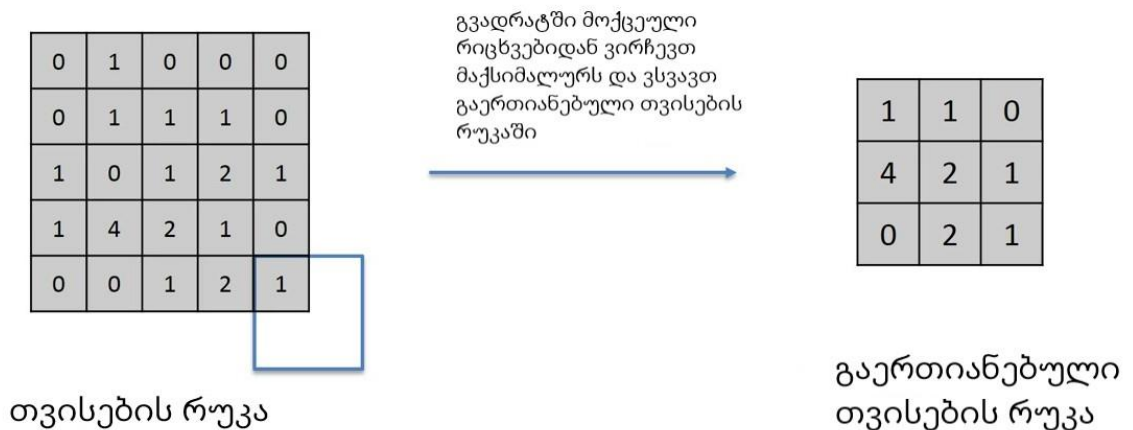 გვადრატში მოქცეული
რიცხვებიდან ვირჩევთ
მაქსიმალურს და ვსვავთ
გაერთიანებული თვისების
რუკაში
0 1 0 0 0
0 1 1 1 0
1 0 1 2 1
1 4 2 1 0
0 0 1 2 1
1 1 0
4 2 1
0 2 1
თვისების რუკა
გაერთიანებული
თვისების რუკა